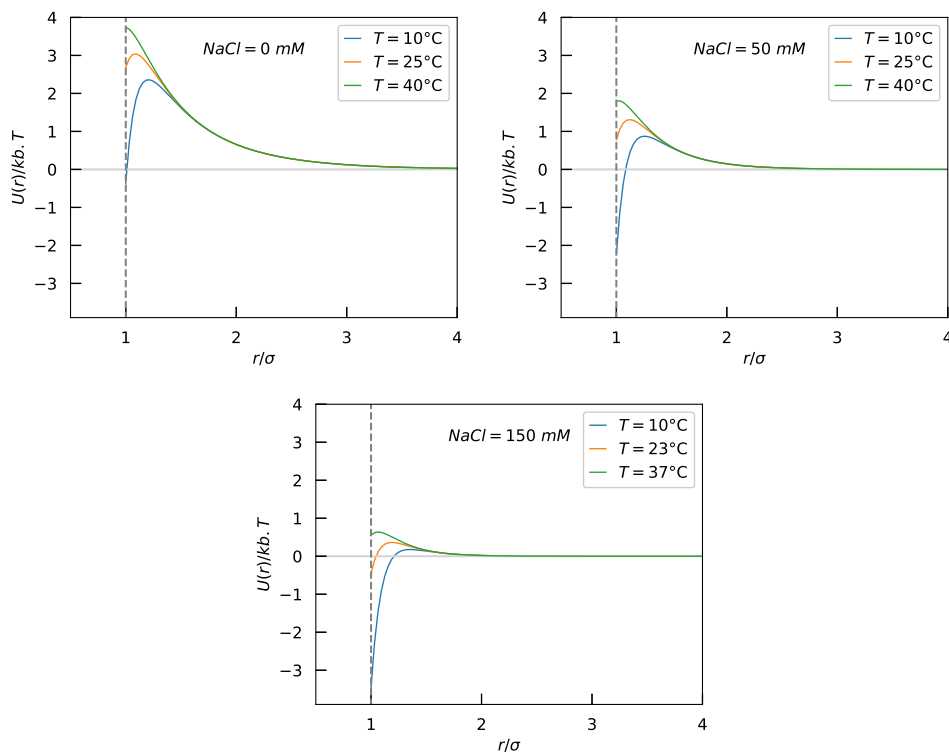 4
3
2
1
0
−1
−2
−3
U(r)/kb.T
NaCl = 0 mM
T = 10°C
T = 25°C
T = 40°C
1 2 3 4
r/σ
4
3
2
1
0
−1
−2
−3
U(r)/kb.T
NaCl = 50 mM
T = 10°C
T = 25°C
T = 40°C
1 2 3 4
r/σ
4
3
2
1
0
−1
−2
−3
U(r)/kb.T
NaCl = 150 mM
T = 10°C
T = 23°C
T = 37°C
1 2 3 4
r/σ